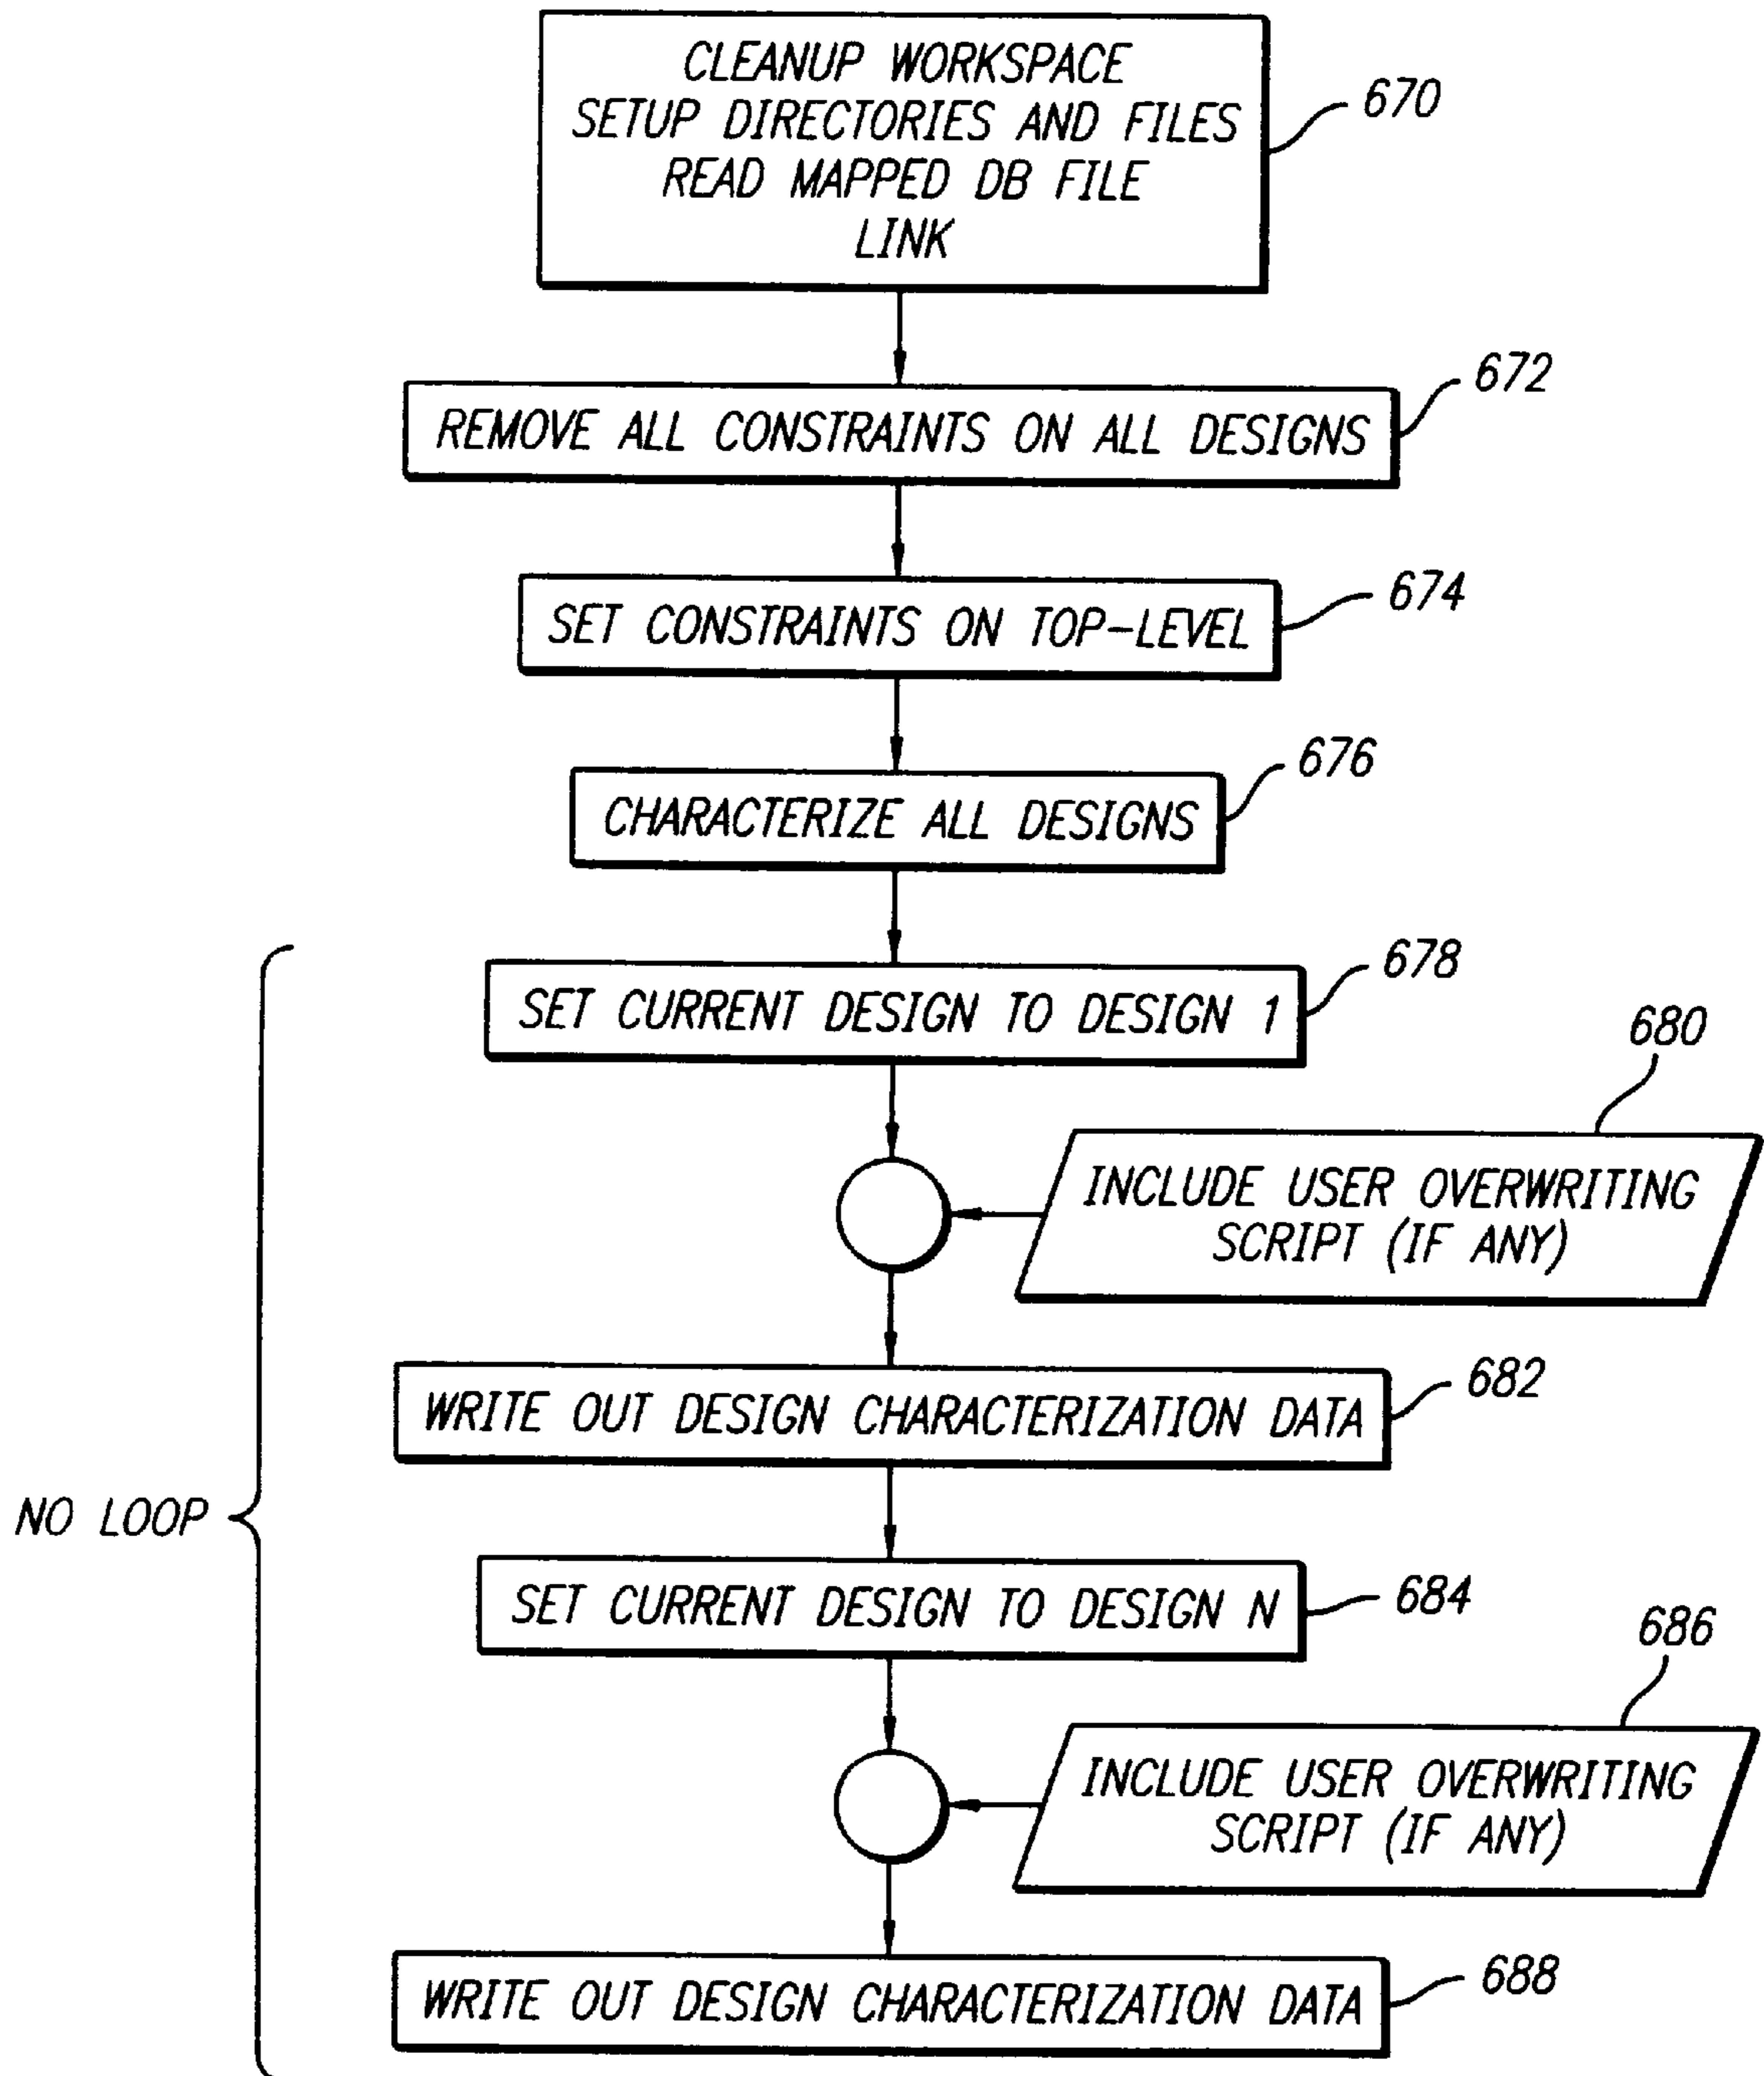 CLEANUP WORKSPACE
SETUP DIRECTORIES AND FILES
READ MAPPED DB FILE
LINK
670
REMOVE ALL CONSTRAINTS ON ALL DESIGNS
672
SET CONSTRAINTS ON TOP-LEVEL
674
CHARACTERIZE ALL DESIGNS
676
SET CURRENT DESIGN TO DESIGN 1
678
680
INCLUDE USER OVERWRITING
SCRIPT (IF ANY)
WRITE OUT DESIGN CHARACTERIZATION DATA
682
NO LOOP
SET CURRENT DESIGN TO DESIGN N
684
686
INCLUDE USER OVERWRITING
SCRIPT (IF ANY)
WRITE OUT DESIGN CHARACTERIZATION DATA
688